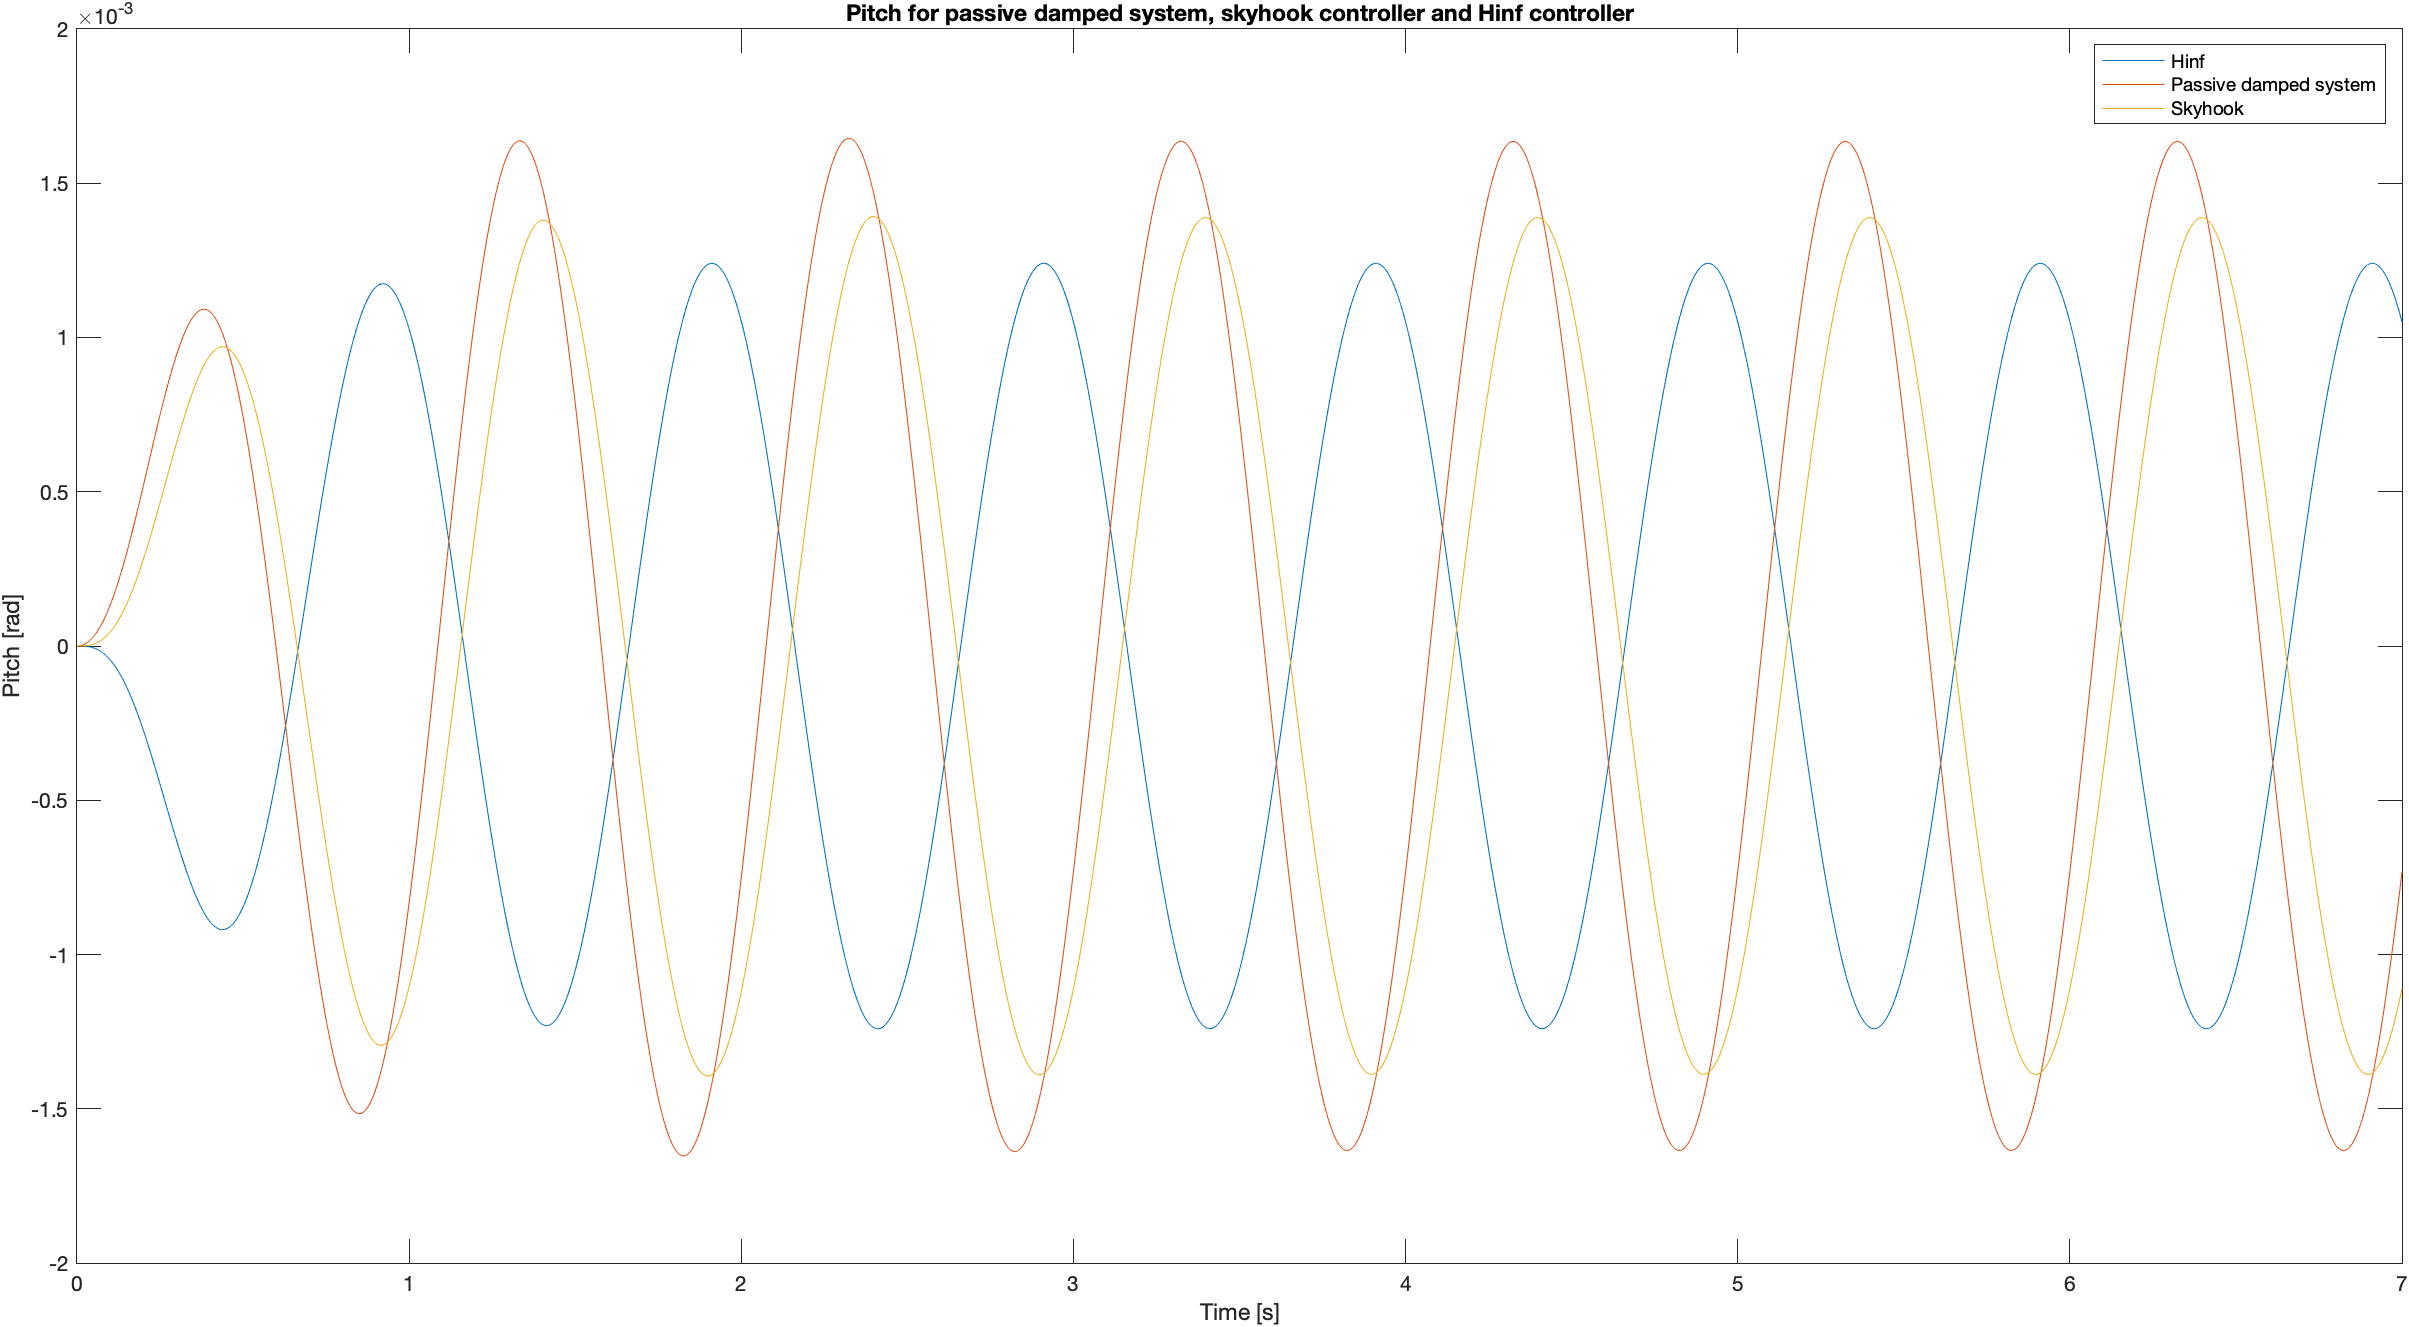 Pitch for passive damped system, skyhook controller and Hinf controller
×10-3
2
1.5
1
0.5
0
-0.5
-1
-1.5
-2
Pitch [rad]
0 1 2 3 4 5 6 7
Time [s]
Hinf
Passive damped system
Skyhook